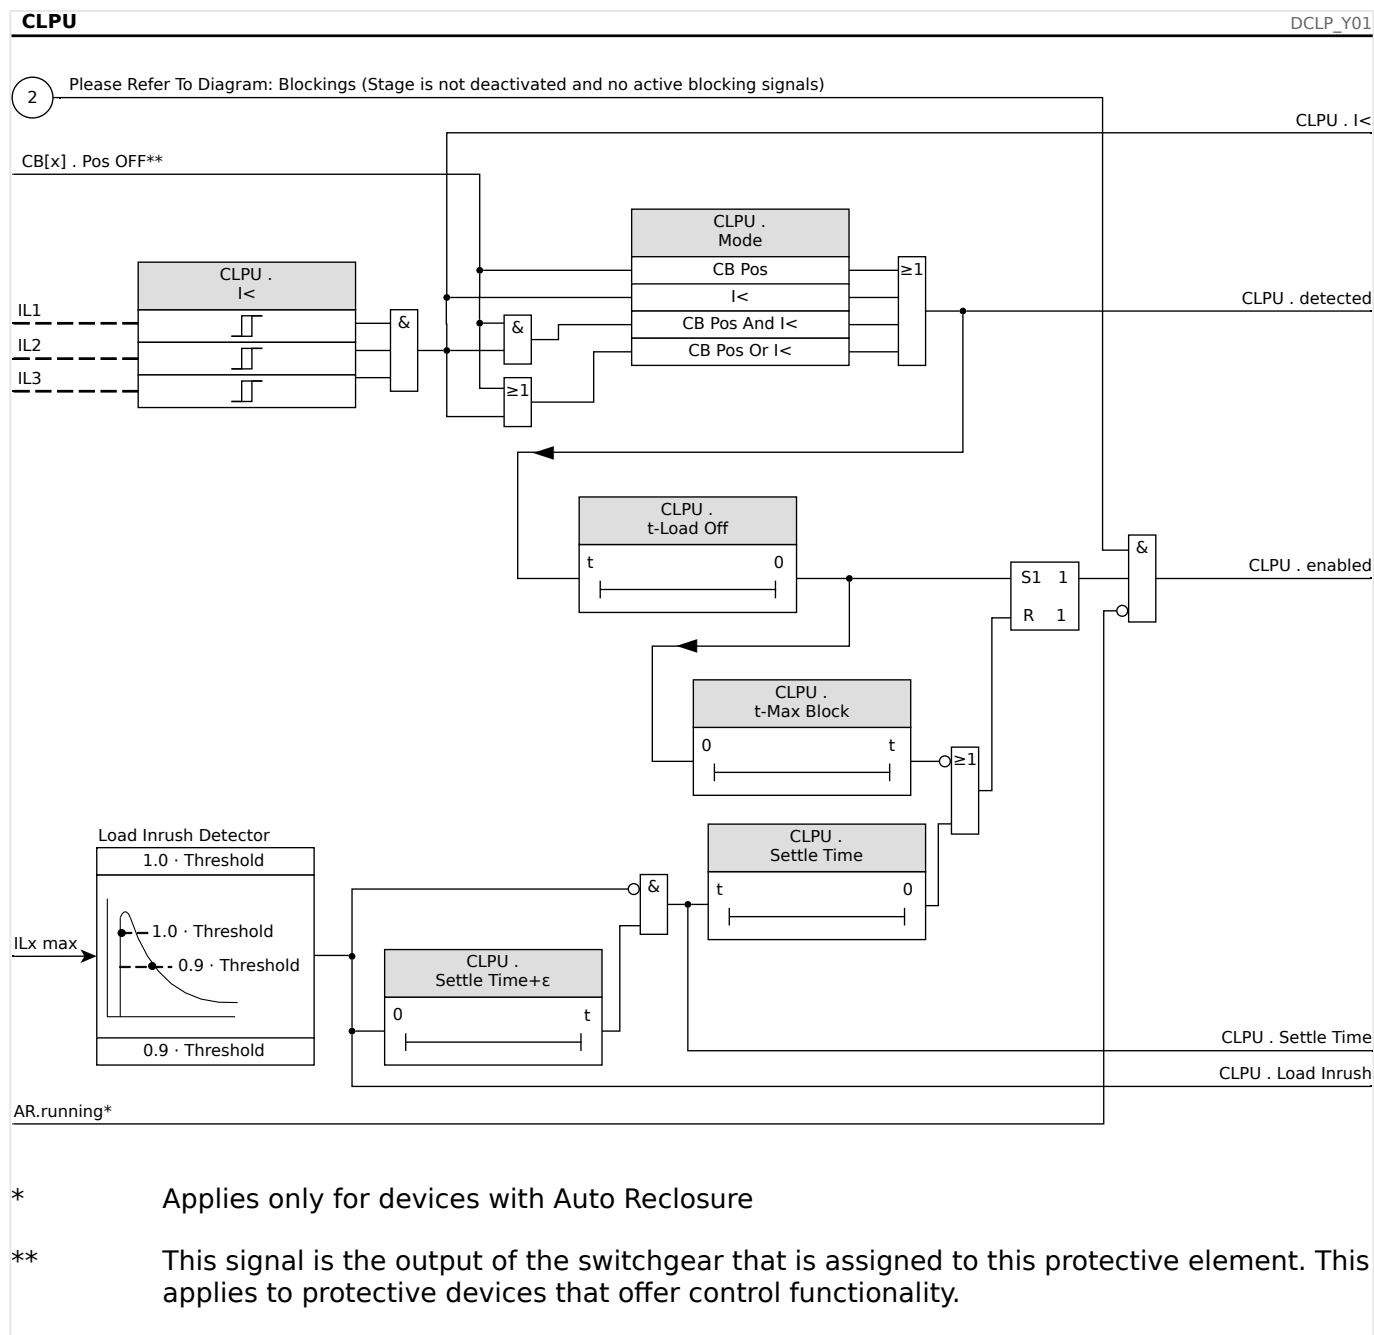 CLPU
DCLP_Y01
2
Please Refer To Diagram: Blockings (Stage is not deactivated and no active blocking signals)
CLPU . I<
CB[x] . Pos OFF**
CLPU .
Mode
CB Pos
I<
CB Pos And I<
CB Pos Or I<
≥1
CLPU . detected
CLPU .
I<
IL1
IL2
IL3
&
&
≥1
CLPU .
t-Load Off
t 0
S1 1
R 1
&
CLPU . enabled
CLPU .
t-Max Block
0 t
≥1
Load Inrush Detector
1.0 · Threshold
1.0 · Threshold
0.9 · Threshold
0.9 · Threshold
ILx max
&
CLPU .
Settle Time
t 0
CLPU .
Settle Time+ε
0 t
CLPU . Settle Time
CLPU . Load Inrush
AR.running*
* Applies only for devices with Auto Reclosure
** This signal is the output of the switchgear that is assigned to this protective element. This
applies to protective devices that offer control functionality.